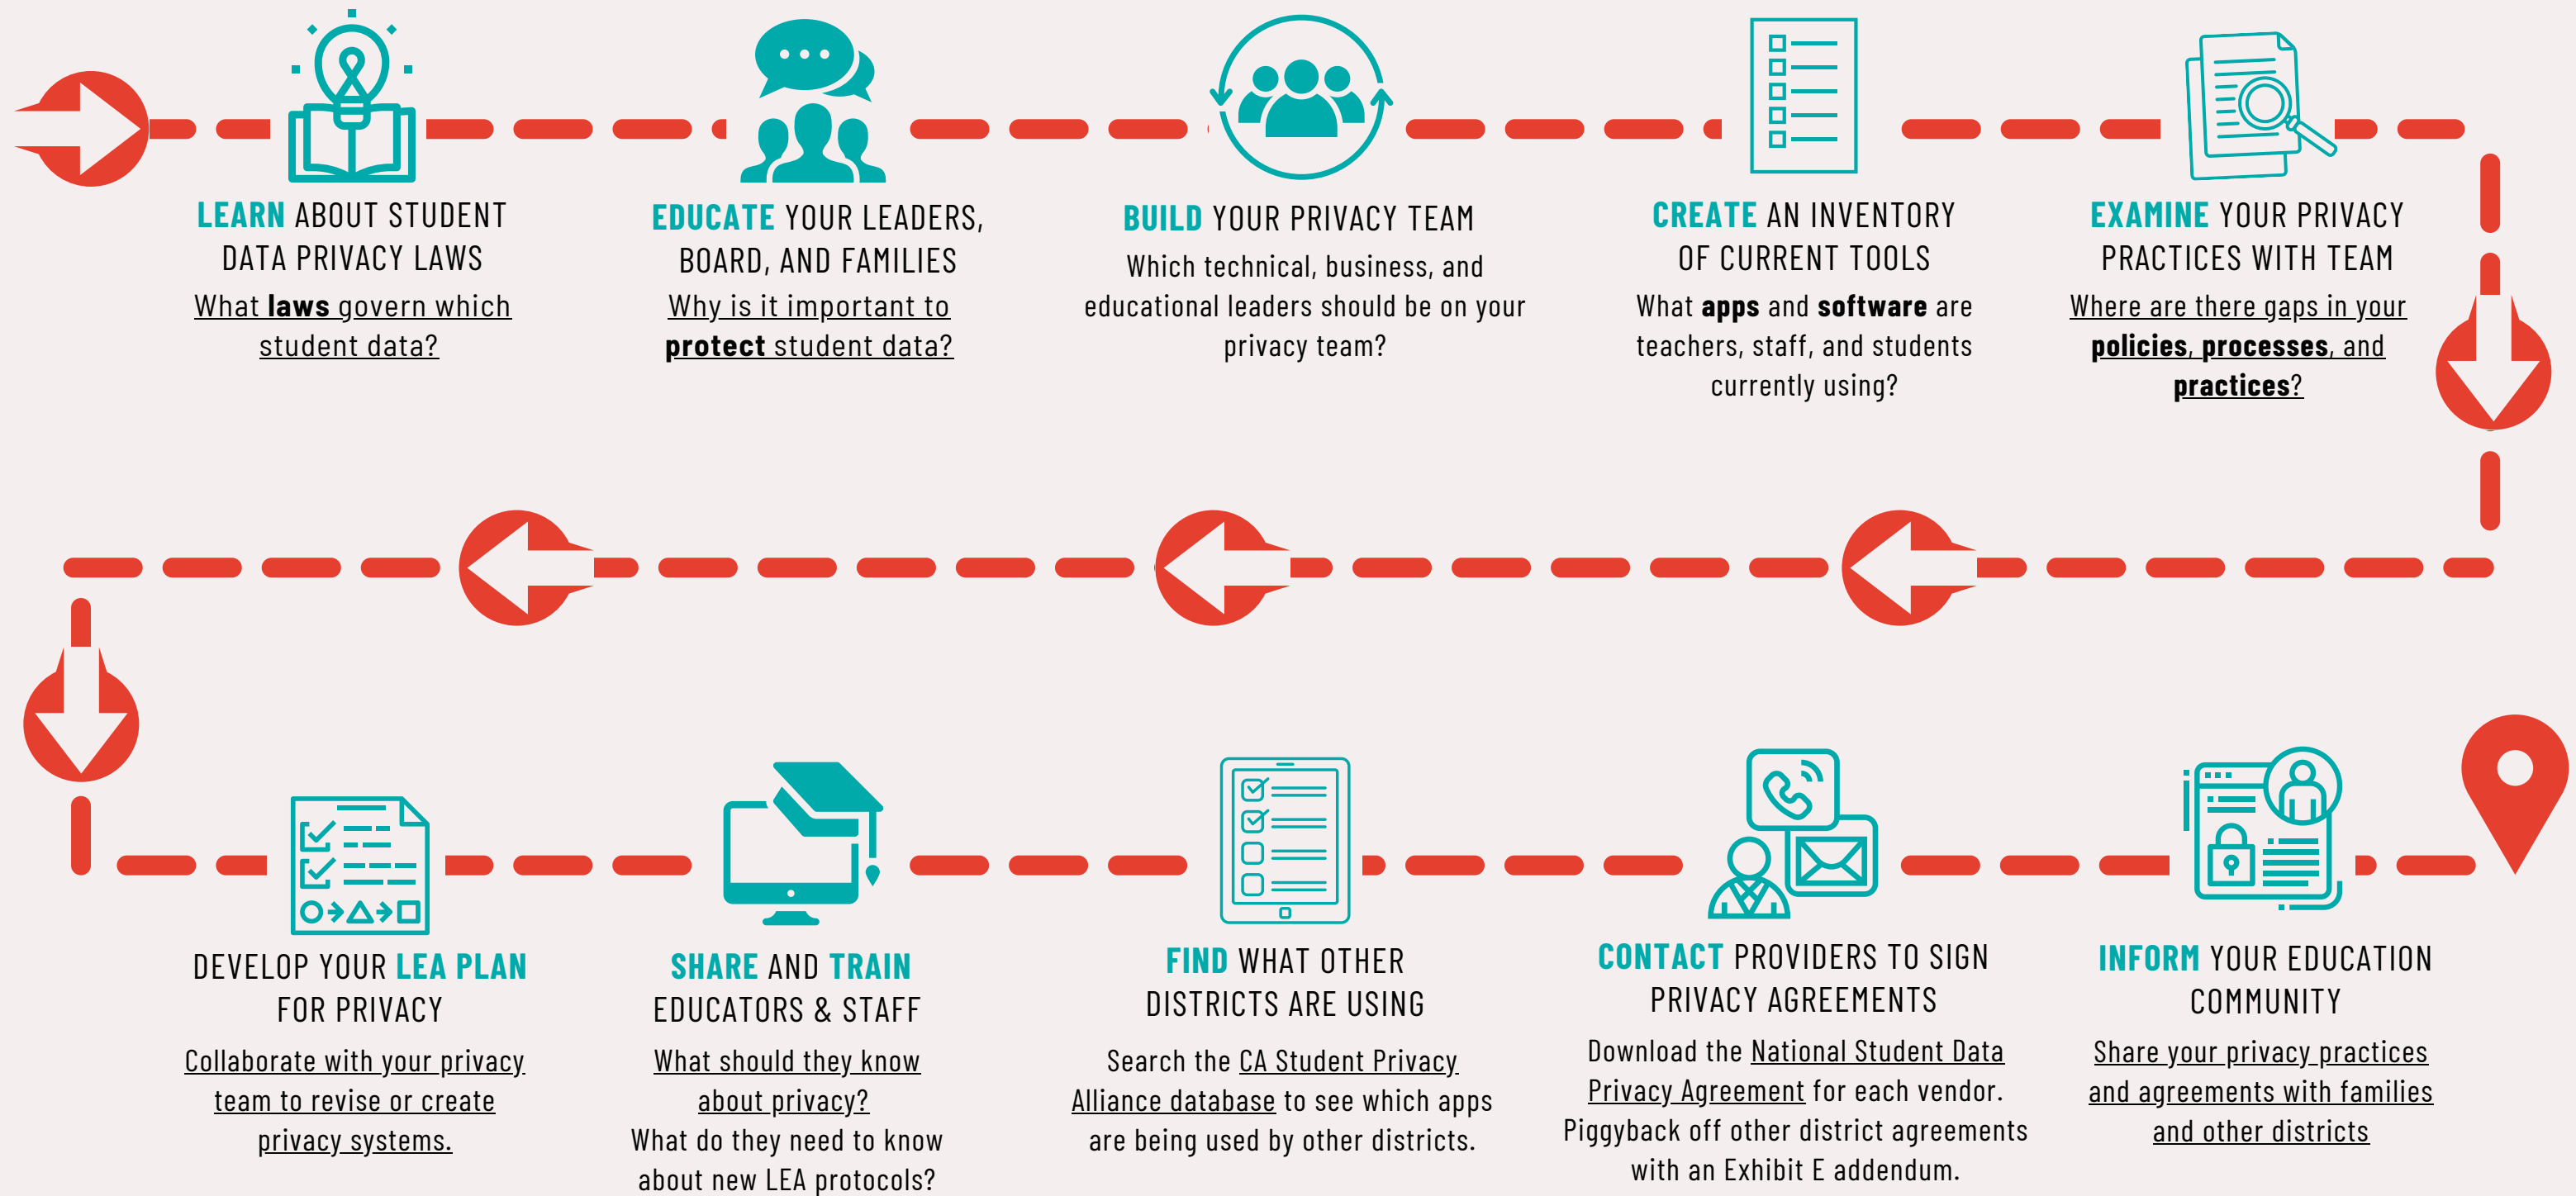 LEARN ABOUT STUDENT
DATA PRIVACY LAWS
What laws govern which
student data?
EDUCATE YOUR LEADERS,
BOARD, AND FAMILIES
Why is it important to
protect student data?
BUILD YOUR PRIVACY TEAM
Which technical, business, and
educational leaders should be on your
privacy team?
CREATE AN INVENTORY
OF CURRENT TOOLS
What apps and software are
teachers, staff, and students
currently using?
EXAMINE YOUR PRIVACY
PRACTICES WITH TEAM
Where are there gaps in your
policies, processes, and
practices?
DEVELOP YOUR LEA PLAN
FOR PRIVACY
Collaborate with your privacy
team to revise or create
privacy systems.
SHARE AND TRAIN
EDUCATORS & STAFF
What should they know
about privacy?
What do they need to know
about new LEA protocols?
FIND WHAT OTHER
DISTRICTS ARE USING
Search the CA Student Privacy
Alliance database to see which apps
are being used by other districts.
CONTACT PROVIDERS TO SIGN
PRIVACY AGREEMENTS
Download the National Student Data
Privacy Agreement for each vendor.
Piggyback off other district agreements
with an Exhibit E addendum.
INFORM YOUR EDUCATION
COMMUNITY
Share your privacy practices
and agreements with families
and other districts